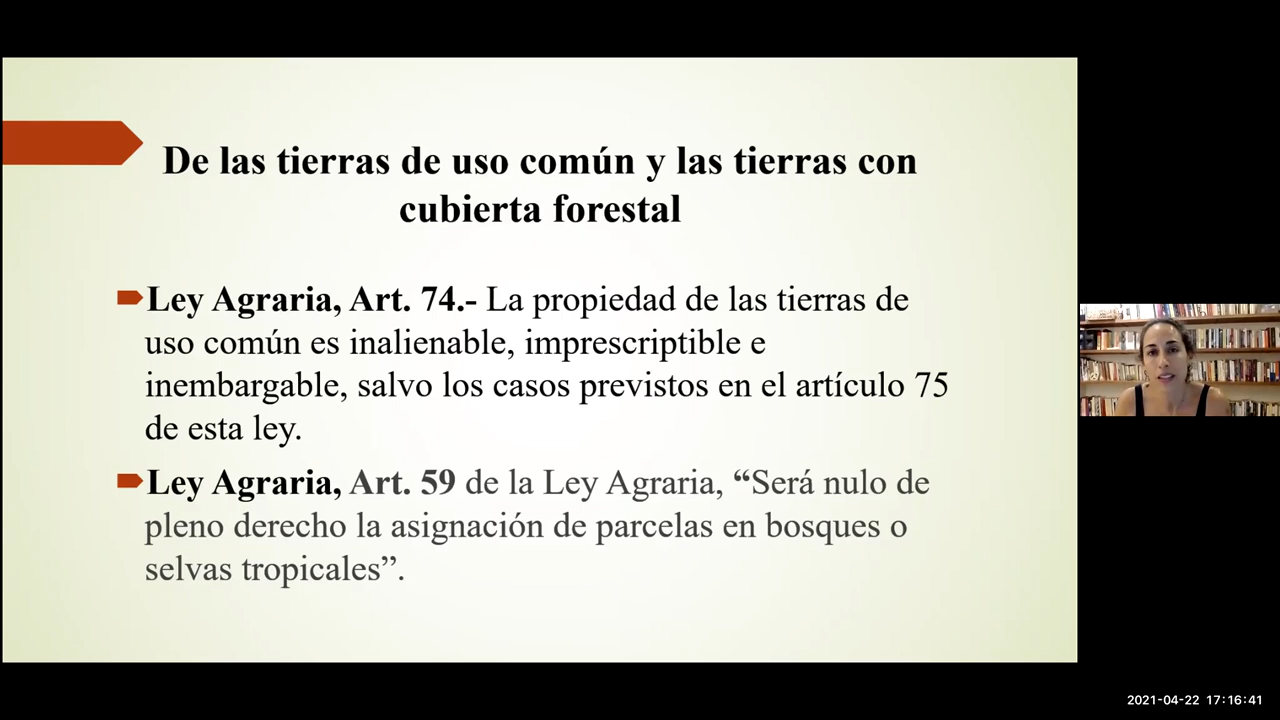 De las tierras de uso común y las tierras con
cubierta forestal
Ley Agraria, Art. 74.- La propiedad de las tierras de
uso común es inalienable, imprescriptible e
inembargable, salvo los casos previstos en el artículo 75
de esta ley.
Ley Agraria, Art. 59 de la Ley Agraria, “Será nulo de
pleno derecho la asignación de parcelas en bosques o
selvas tropicales”.
2021-04-22 17:16:41